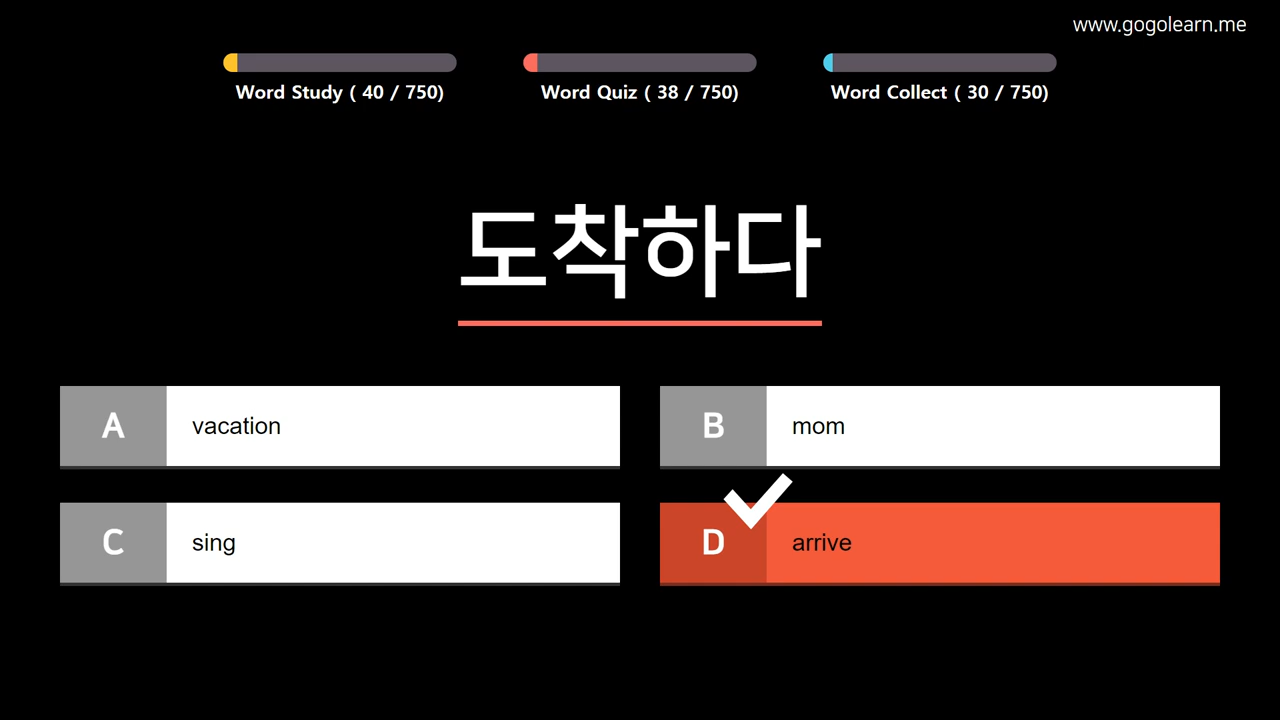 www.gogolearn.me
Word Study ( 40 / 750)
Word Quiz ( 38 / 750)
Word Collect ( 30 / 750)
도착하다
A vacation
B mom
C sing
D arrive